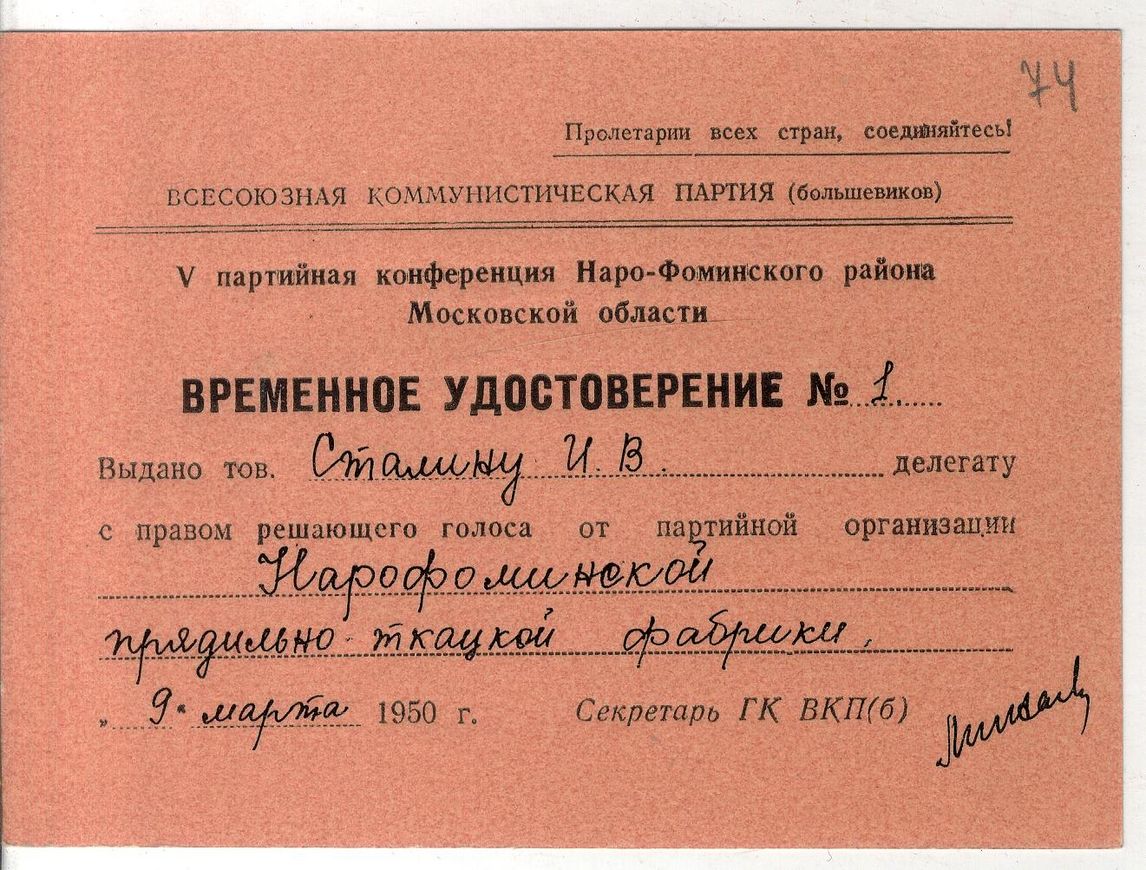 74
Пролетарии всех стран, соединяйтесь!
ВСЕСОЮЗНАЯ КОММУНИСТИЧЕСКАЯ ПАРТИЯ (большевиков)
V партийная конференция Наро-Фоминского района
Московской области
ВРЕМЕННОЕ УДОСТОВЕРЕНИЕ № 1
Выдано тов. Сталину И. В. делегату
с правом решающего голоса от партийной организации
Нарофоминской
прядильно-ткацкой фабрики.
„9“ марта 1950 г. Секретарь ГК ВКП(б)